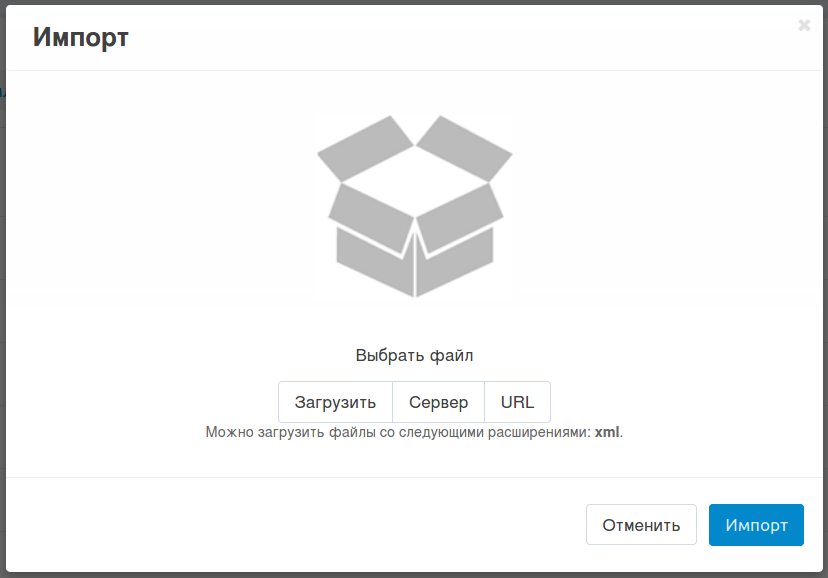 Импорт
Выбрать файл
Загрузить Сервер URL
Можно загрузить файлы со следующими расширениями: xml.
Отменить Импорт